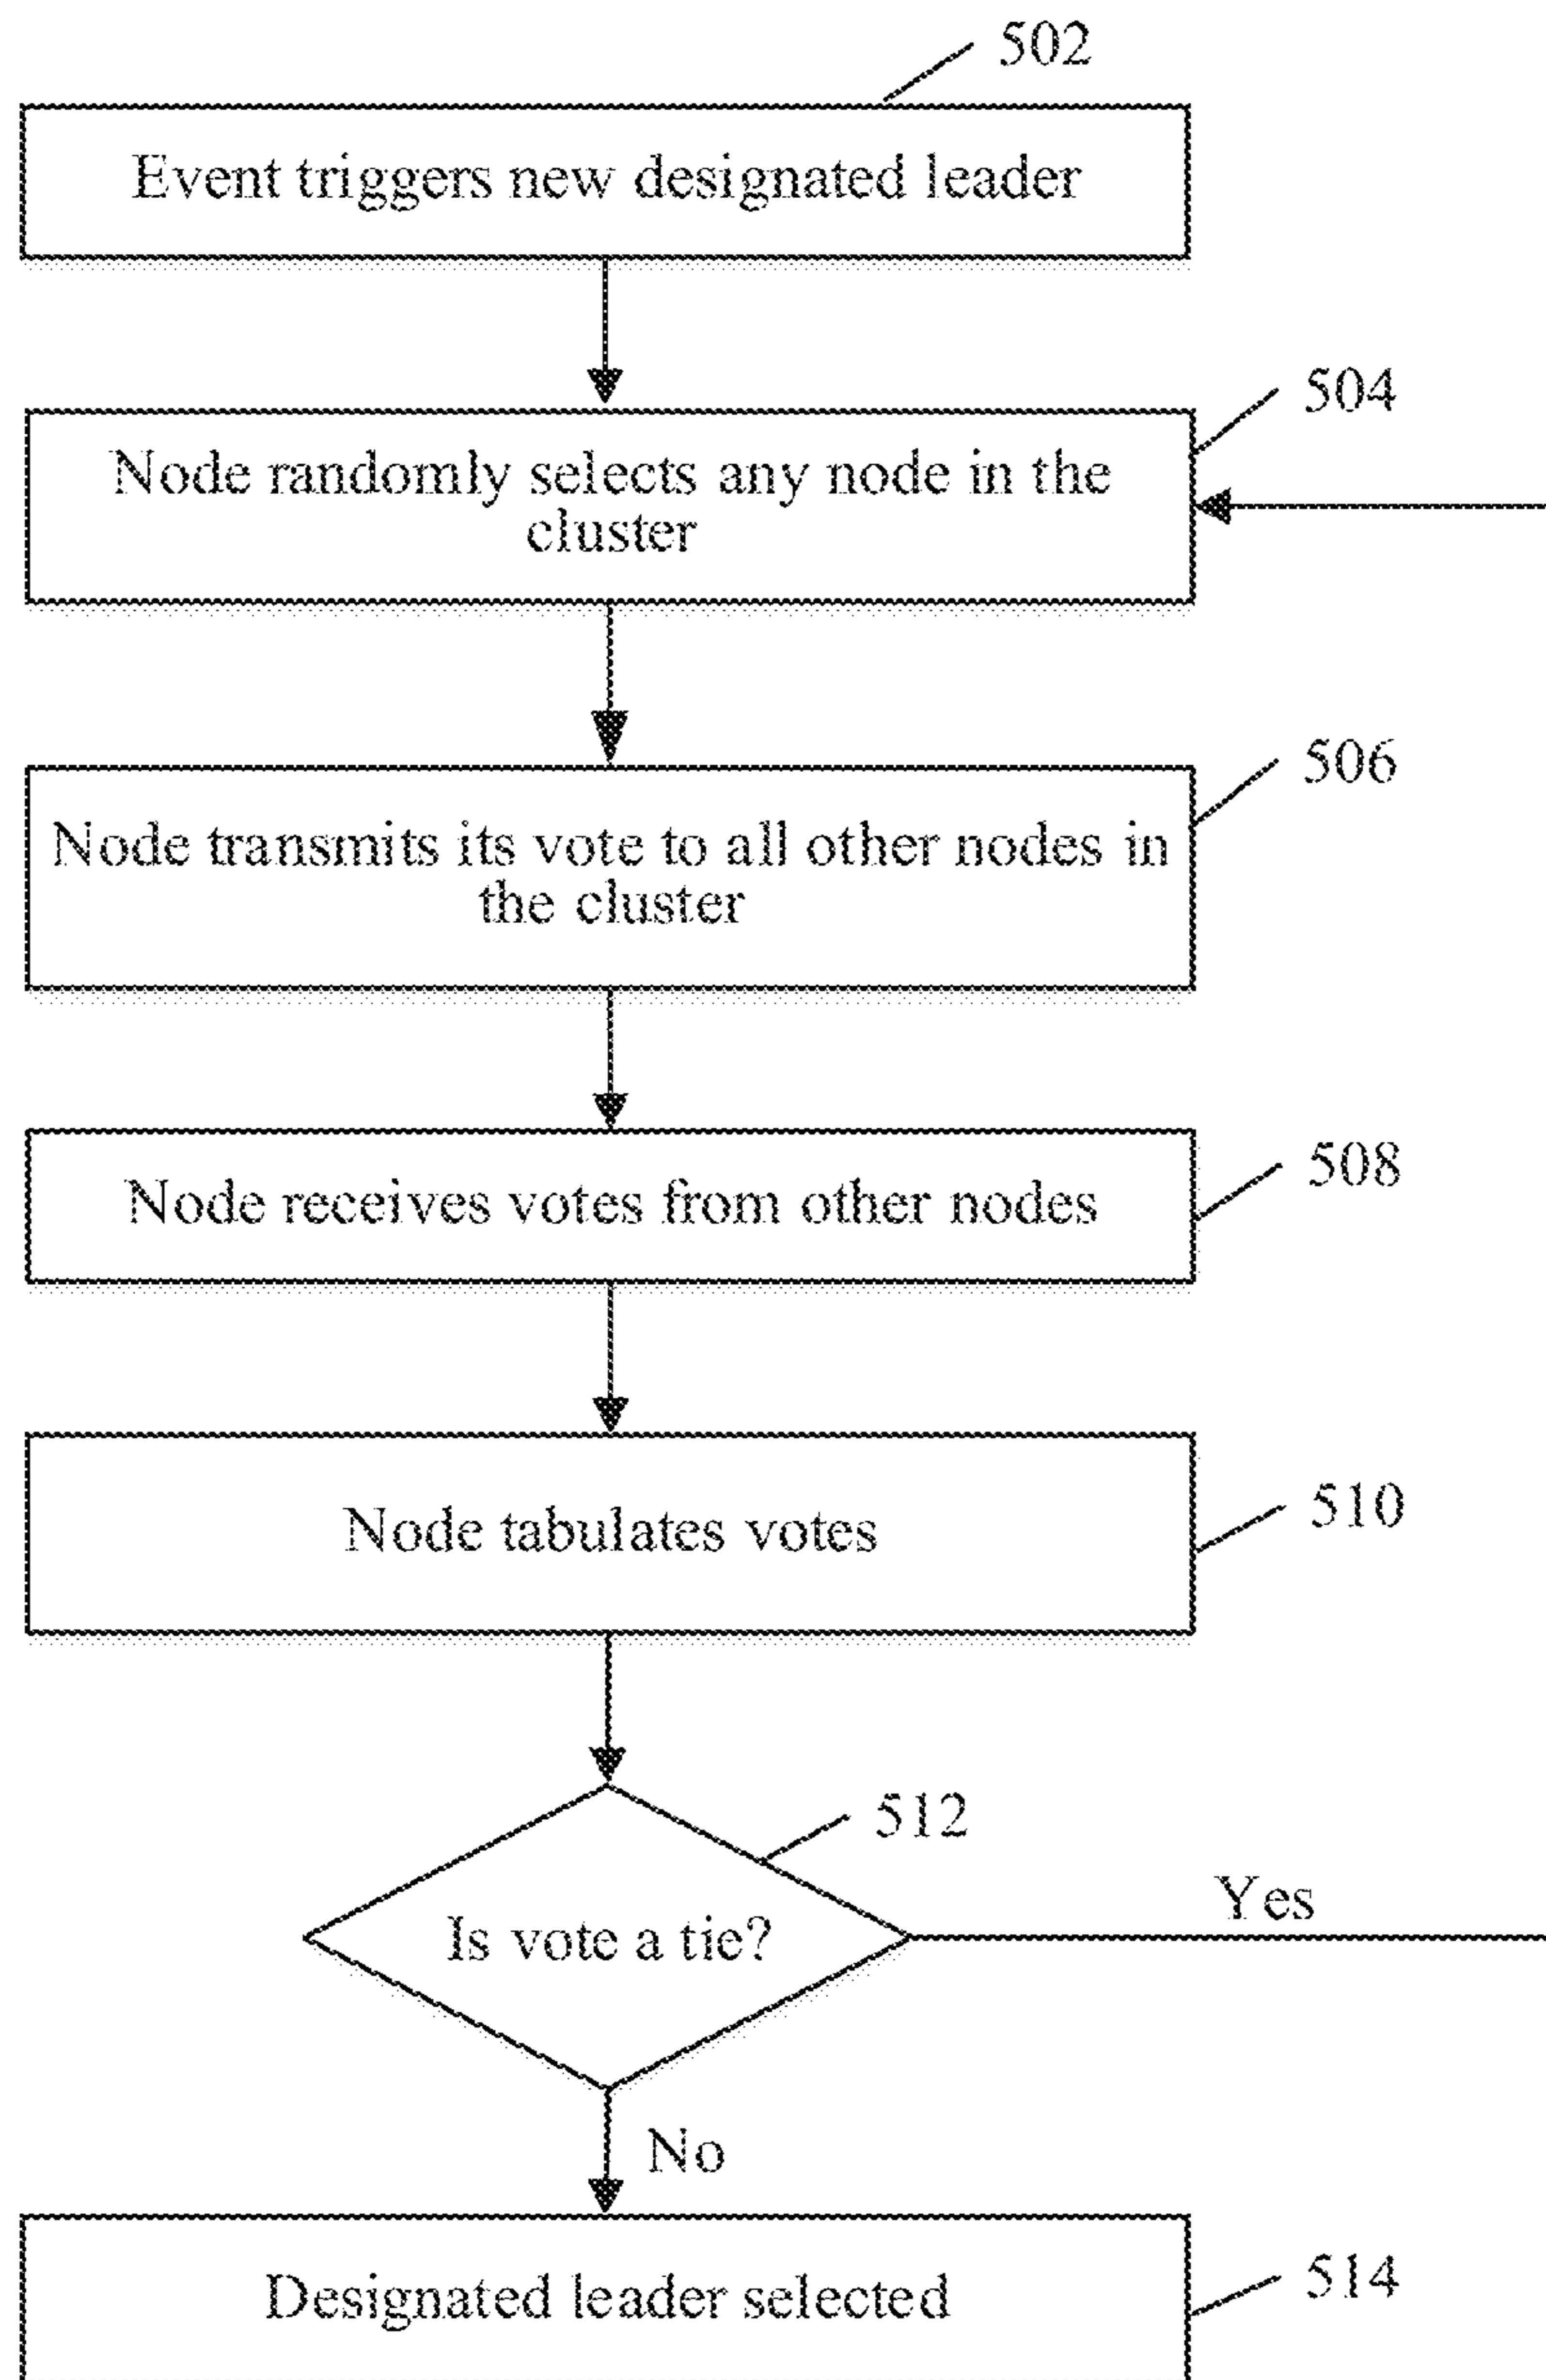 502
Event triggers new designated leader
504
Node randomly selects any node in the
cluster
506
Node transmits its vote to all other nodes in
the cluster
508
Node receives votes from other nodes
510
Node tabulates votes
512
Is vote a tie?
Yes
No
514
Designated leader selected